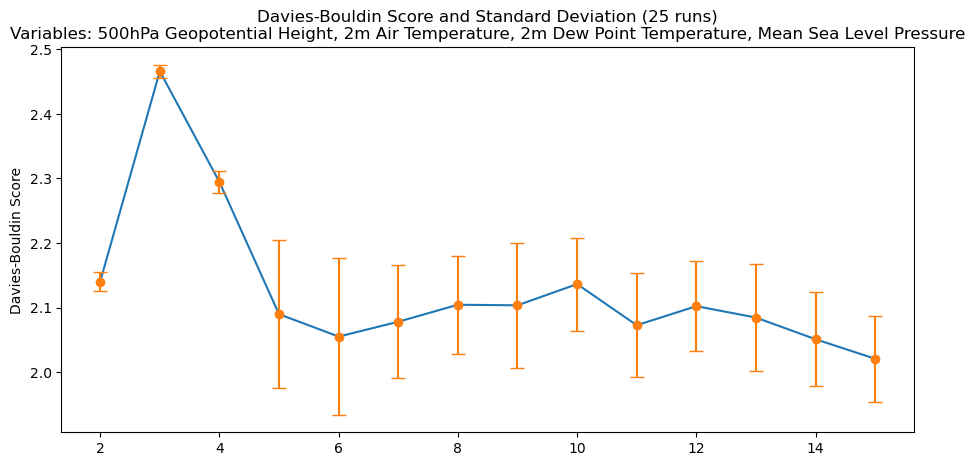 Davies-Bouldin Score and Standard Deviation (25 runs)
Variables: 500hPa Geopotential Height, 2m Air Temperature, 2m Dew Point Temperature, Mean Sea Level Pressure
Davies-Bouldin Score
2.5
2.4
2.3
2.2
2.1
2.0
2 4 6 8 10 12 14